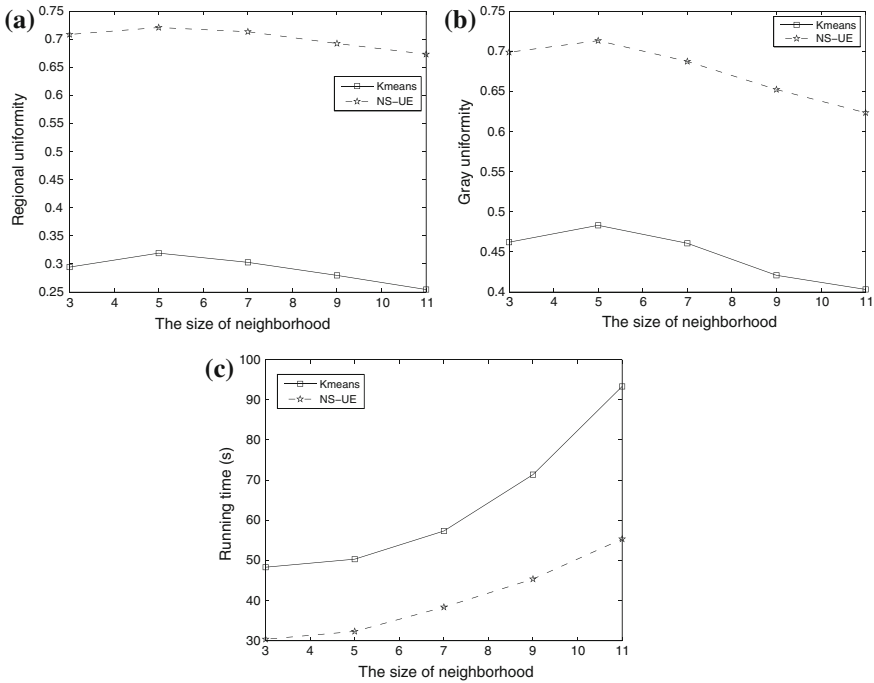 (a)
0.75
0.7
0.65
0.6
0.55
0.5
0.45
0.4
0.35
0.3
0.25
Regional uniformity
Kmeans
NS-UE
3 4 5 6 7 8 9 10 11
The size of neighborhood
(b)
0.75
0.7
0.65
0.6
0.55
0.5
0.45
0.4
Gray uniformity
Kmeans
NS-UE
3 4 5 6 7 8 9 10 11
The size of neighborhood
(c)
100
90
80
70
60
50
40
30
Running time (s)
Kmeans
NS-UE
3 4 5 6 7 8 9 10 11
The size of neighborhood